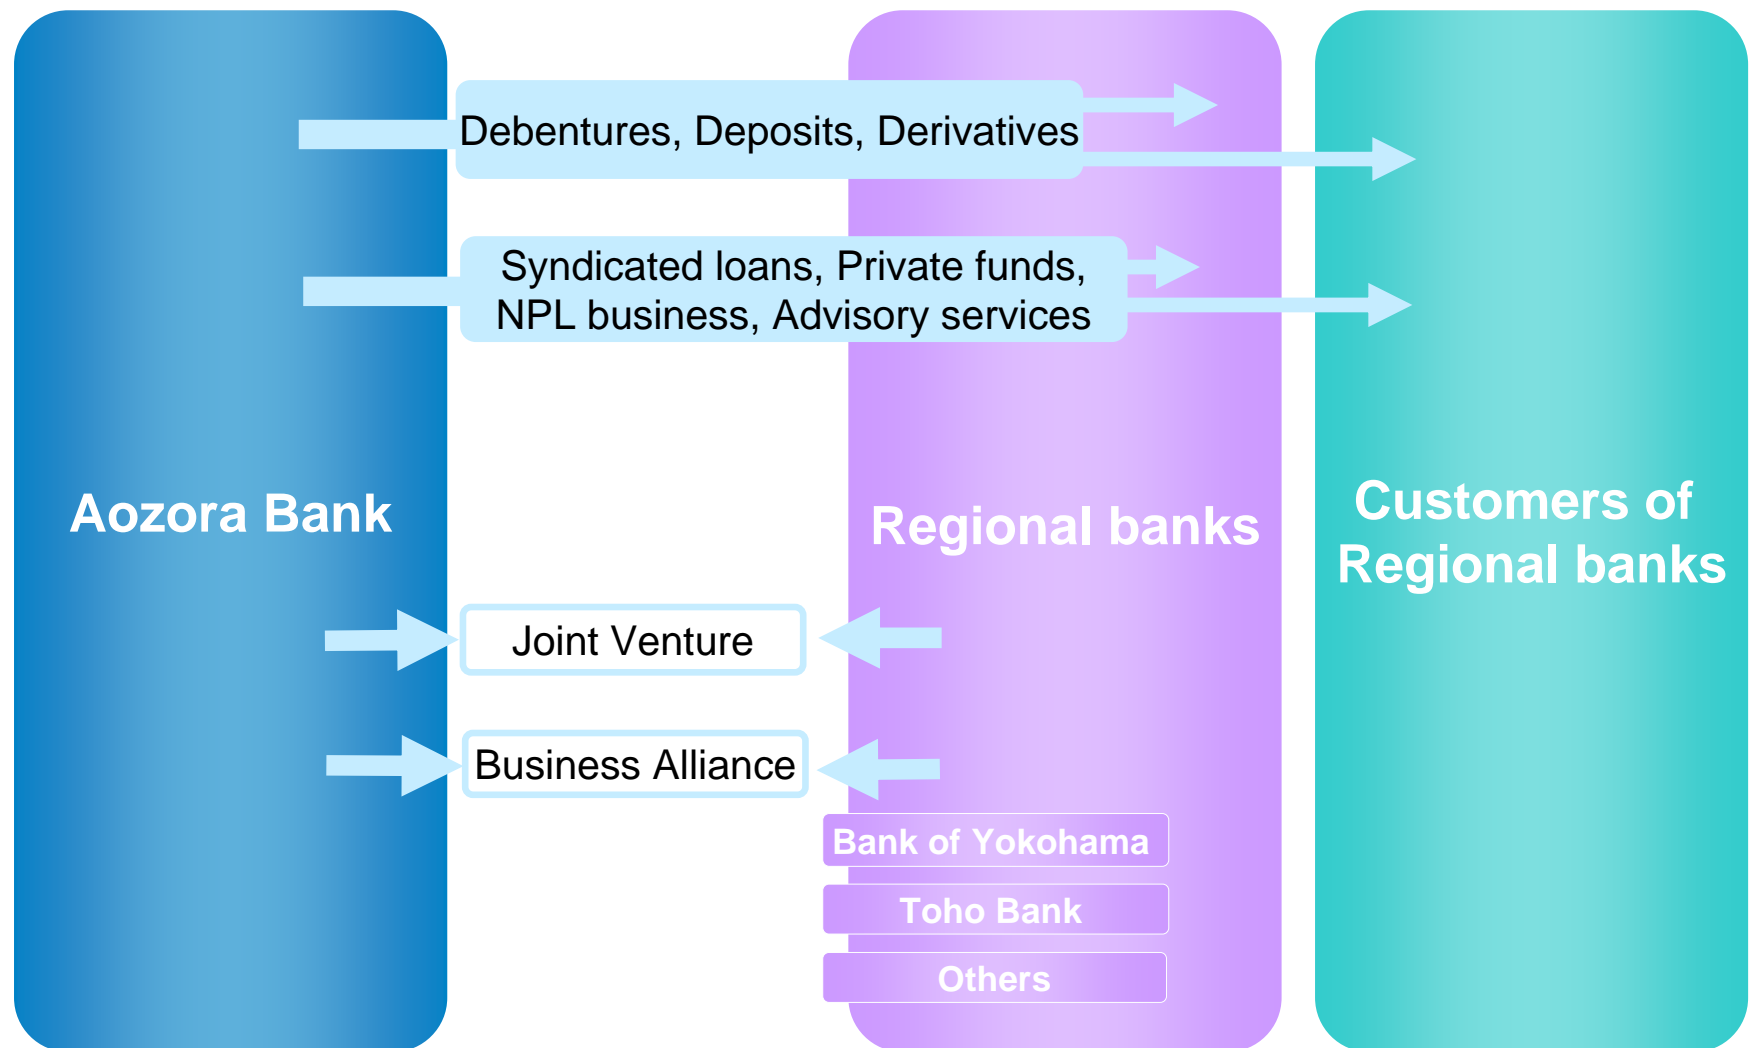 Debentures, Deposits, Derivatives
Syndicated loans, Private funds,
NPL business, Advisory services
Aozora Bank
Regional banks
Customers of
Regional banks
Joint Venture
Business Alliance
Bank of Yokohama
Toho Bank
Others